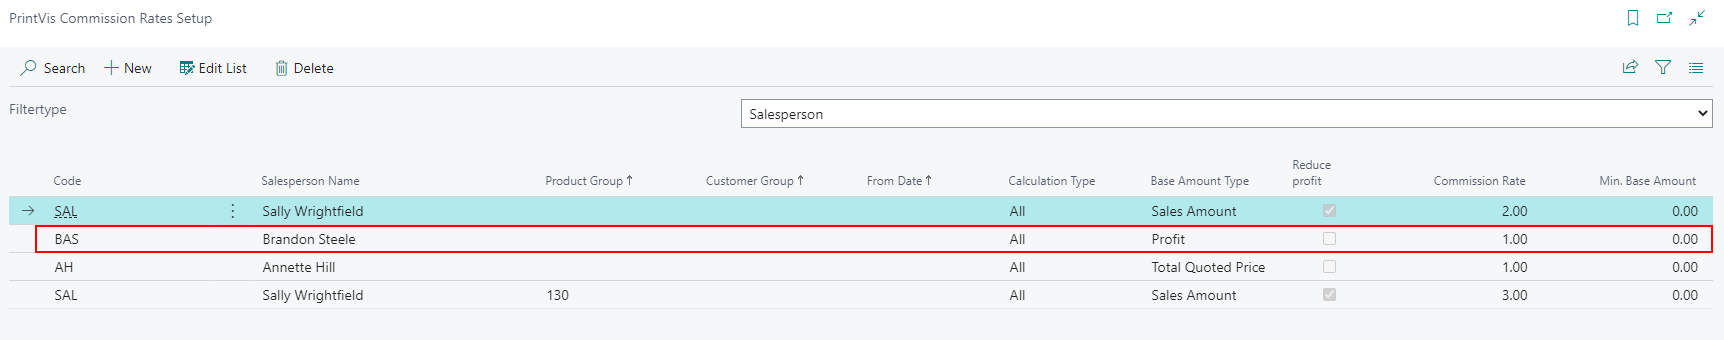 PrintVis Commission Rates Setup
Search New Edit List Delete
Filtertype Salesperson
Code Salesperson Name Product Group Customer Group From Date Calculation Type Base Amount Type Reduce profit Commission Rate Min. Base Amount
SAL Sally Wrightfield All Sales Amount 2.00 0.00
BAS Brandon Steele All Profit 1.00 0.00
AH Annette Hill All Total Quoted Price 1.00 0.00
SAL Sally Wrightfield 130 All Sales Amount 3.00 0.00